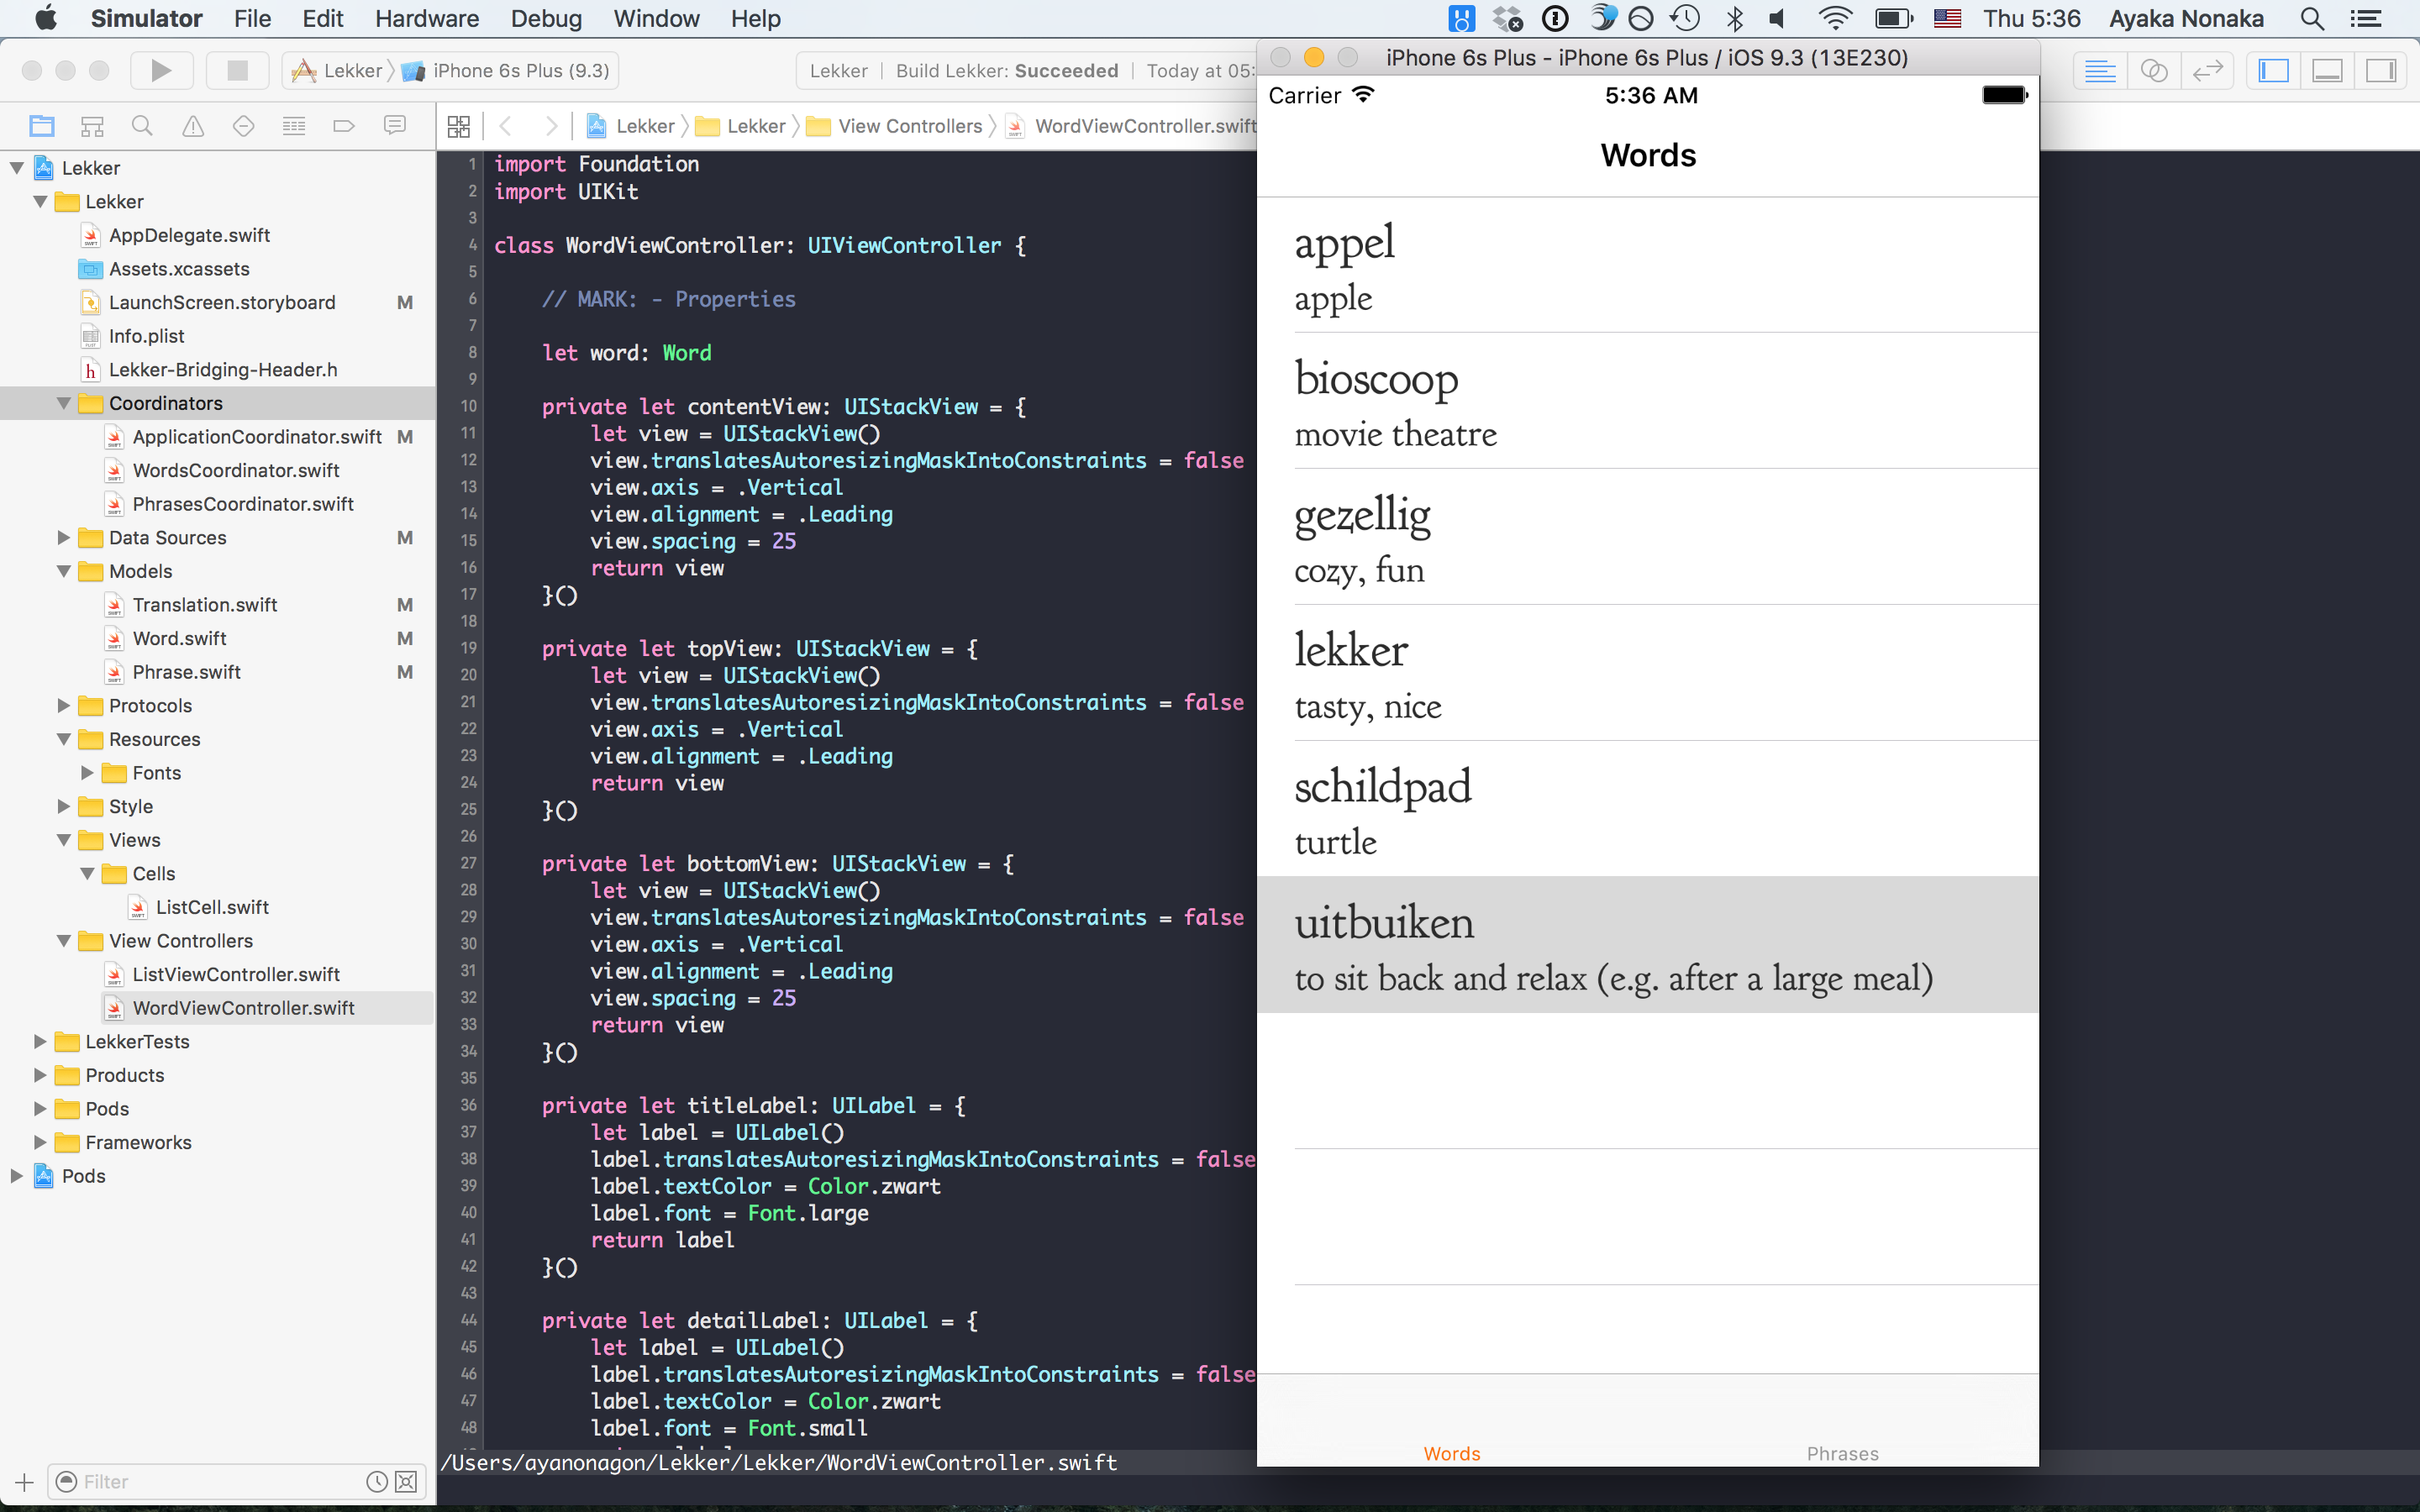 Simulator File Edit Hardware Debug Window Help Thu 5:36 Ayaka Nonaka
Lekker iPhone 6s Plus (9.3) Lekker | Build Lekker: Succeeded | Today at 05:
iPhone 6s Plus - iPhone 6s Plus / iOS 9.3 (13E230)
Lekker Lekker View Controllers WordViewController.swift
Lekker
Lekker
AppDelegate.swift
Assets.xcassets
LaunchScreen.storyboard M
Info.plist
h Lekker-Bridging-Header.h
Coordinators
ApplicationCoordinator.swift M
WordsCoordinator.swift
PhrasesCoordinator.swift
Data Sources M
Models
Translation.swift M
Word.swift M
Phrase.swift M
Protocols
Resources
Fonts
Style
Views
Cells
ListCell.swift
View Controllers
ListViewController.swift
WordViewController.swift
LekkerTests
Products
Pods
Frameworks
Pods
Filter
1 import Foundation
2 import UIKit
3
4 class WordViewController: UIViewController {
5
6 // MARK: - Properties
7
8 let word: Word
9
10 private let contentView: UIStackView = {
11 let view = UIStackView()
12 view.translatesAutoresizingMaskIntoConstraints = false
13 view.axis = .Vertical
14 view.alignment = .Leading
15 view.spacing = 25
16 return view
17 }()
18
19 private let topView: UIStackView = {
20 let view = UIStackView()
21 view.translatesAutoresizingMaskIntoConstraints = false
22 view.axis = .Vertical
23 view.alignment = .Leading
24 return view
25 }()
26
27 private let bottomView: UIStackView = {
28 let view = UIStackView()
29 view.translatesAutoresizingMaskIntoConstraints = false
30 view.axis = .Vertical
31 view.alignment = .Leading
32 view.spacing = 25
33 return view
34 }()
35
36 private let titleLabel: UILabel = {
37 let label = UILabel()
38 label.translatesAutoresizingMaskIntoConstraints = false
39 label.textColor = Color.zwart
40 label.font = Font.large
41 return label
42 }()
43
44 private let detailLabel: UILabel = {
45 let label = UILabel()
46 label.translatesAutoresizingMaskIntoConstraints = false
47 label.textColor = Color.zwart
48 label.font = Font.small
/Users/ayanonagon/Lekker/Lekker/WordViewController.swift
Carrier 5:36 AM
Words
appel
apple
bioscoop
movie theatre
gezellig
cozy, fun
lekker
tasty, nice
schildpad
turtle
uitbuiken
to sit back and relax (e.g. after a large meal)
Words Phrases